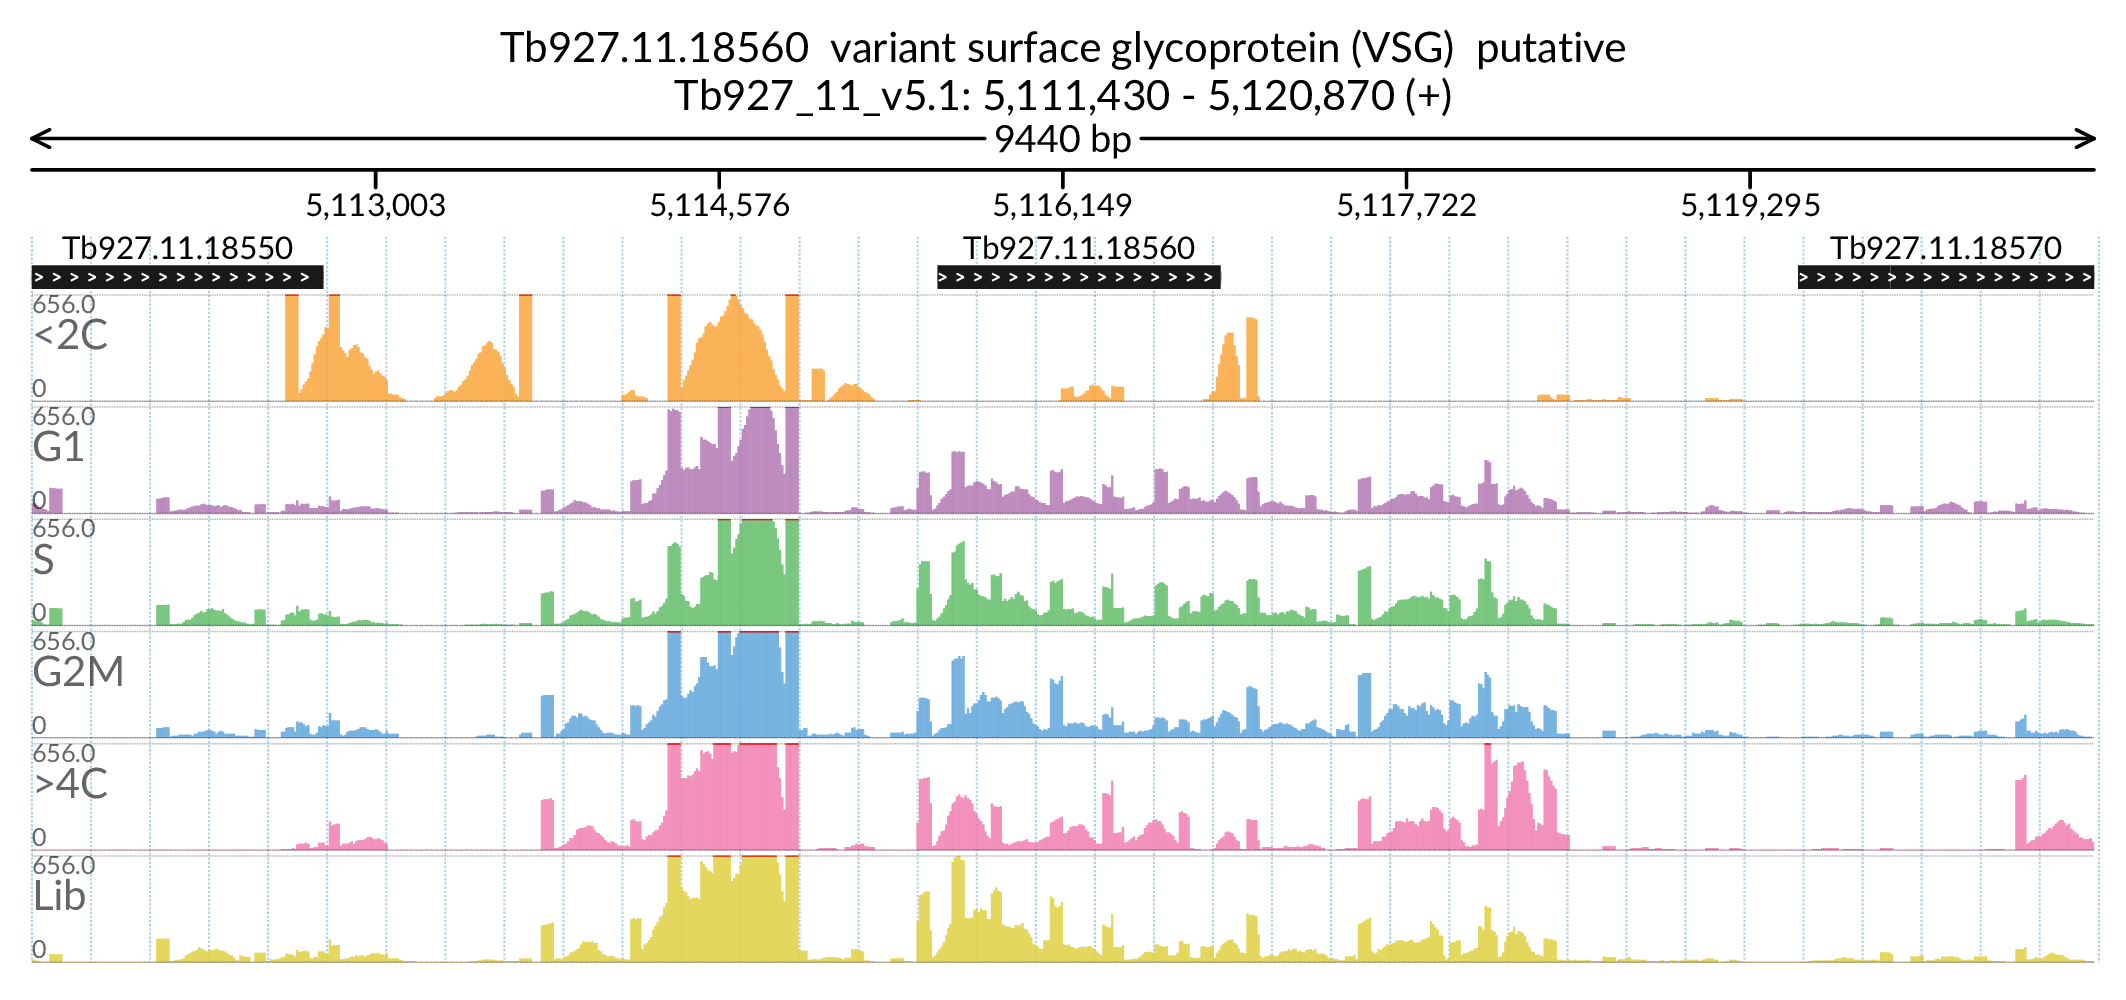 Tb927.11.18560 variant surface glycoprotein (VSG) putative
Tb927_11_v5.1: 5,111,430 - 5,120,870 (+)
9440 bp
5,113,003 5,114,576 5,116,149 5,117,722 5,119,295
Tb927.11.18550 Tb927.11.18560 Tb927.11.18570
656.0
<2C
0
656.0
G1
0
656.0
S
0
656.0
G2M
0
656.0
>4C
0
656.0
Lib
0